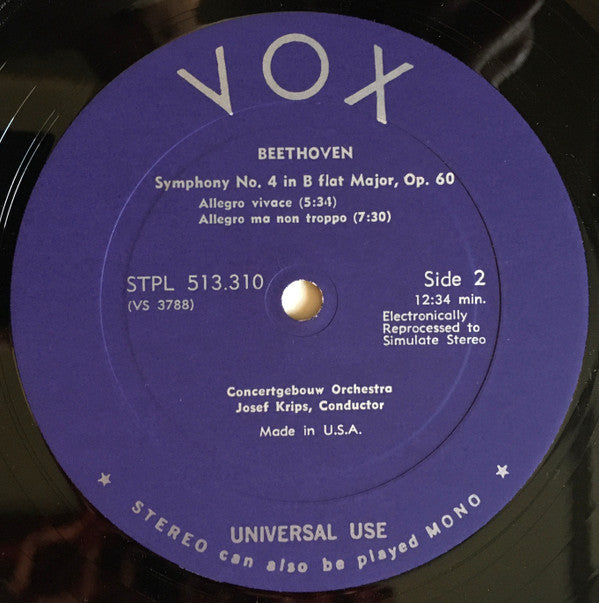 VOX
BEETHOVEN
Symphony No. 4 in B flat Major, Op. 60
Allegro vivace (5:34)
Allegro ma non troppo (7:30)
STPL 513.310
(VS 3788)
Side 2
12:34 min.
Electronically
Reprocessed to
Simulate Stereo
Concertgebouw Orchestra
Josef Krips, Conductor
Made in U.S.A.
UNIVERSAL USE
STEREO can also be played MONO